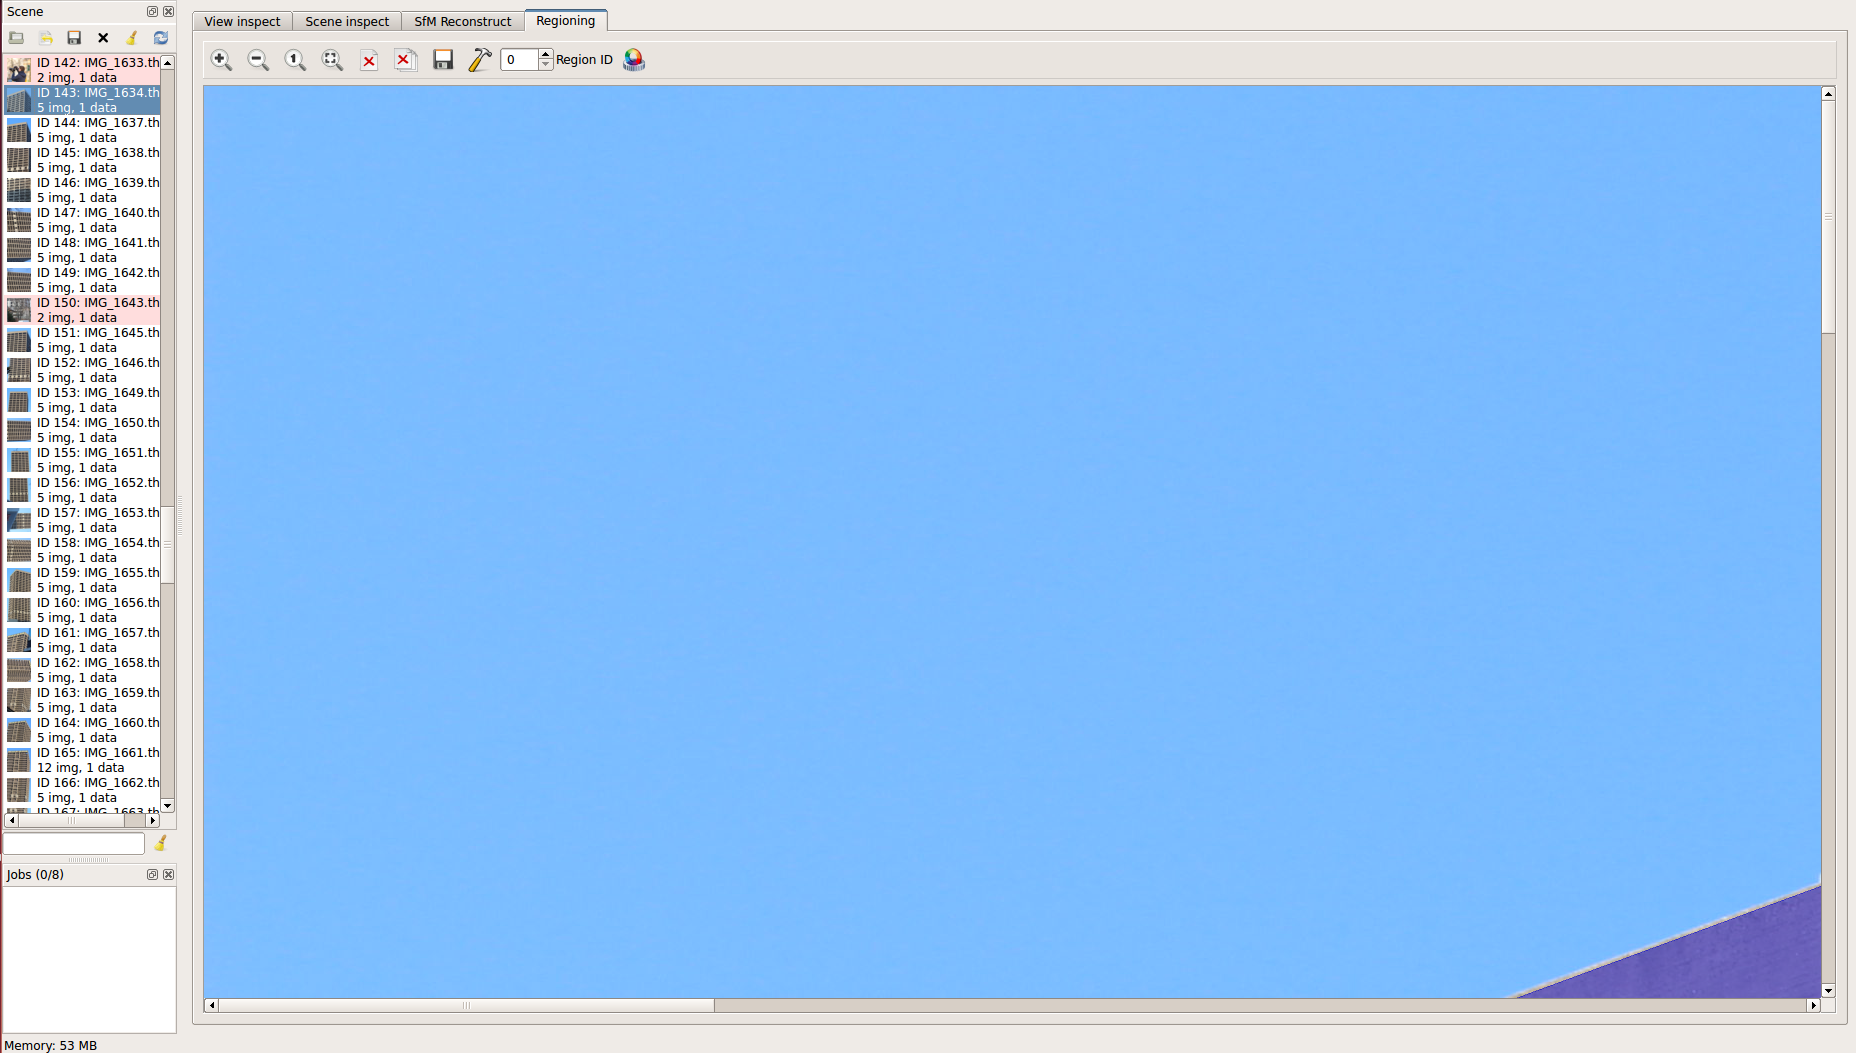 Scene
ID 142: IMG_1633.th
2 img, 1 data
ID 143: IMG_1634.th
5 img, 1 data
ID 144: IMG_1637.th
5 img, 1 data
ID 145: IMG_1638.th
5 img, 1 data
ID 146: IMG_1639.th
5 img, 1 data
ID 147: IMG_1640.th
5 img, 1 data
ID 148: IMG_1641.th
5 img, 1 data
ID 149: IMG_1642.th
5 img, 1 data
ID 150: IMG_1643.th
2 img, 1 data
ID 151: IMG_1645.th
5 img, 1 data
ID 152: IMG_1646.th
5 img, 1 data
ID 153: IMG_1649.th
5 img, 1 data
ID 154: IMG_1650.th
5 img, 1 data
ID 155: IMG_1651.th
5 img, 1 data
ID 156: IMG_1652.th
5 img, 1 data
ID 157: IMG_1653.th
5 img, 1 data
ID 158: IMG_1654.th
5 img, 1 data
ID 159: IMG_1655.th
5 img, 1 data
ID 160: IMG_1656.th
5 img, 1 data
ID 161: IMG_1657.th
5 img, 1 data
ID 162: IMG_1658.th
5 img, 1 data
ID 163: IMG_1659.th
5 img, 1 data
ID 164: IMG_1660.th
5 img, 1 data
ID 165: IMG_1661.th
12 img, 1 data
ID 166: IMG_1662.th
5 img, 1 data
ID 167: IMG_1663.th
Jobs (0/8)
Memory: 53 MB
View inspect Scene inspect SfM Reconstruct Regioning
1 0 Region ID